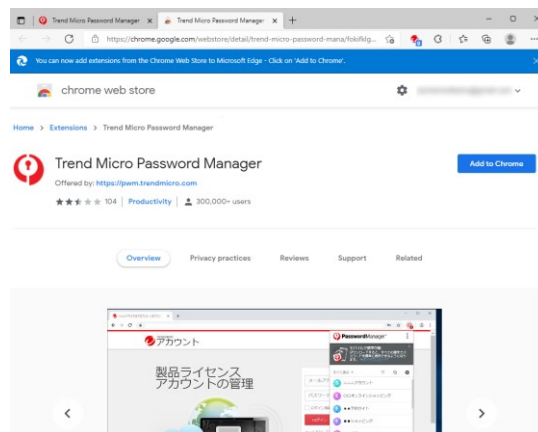 Trend Micro Password Manager
Trend Micro Password Manager
https://chrome.google.com/webstore/detail/trend-micro-password-mana/fokifklg...
You can now add extensions from the Chrome Web Store to Microsoft Edge - Click on 'Add to Chrome'.
chrome web store
Home > Extensions > Trend Micro Password Manager
Trend Micro Password Manager
Add to Chrome
Offered by: https://pwm.trendmicro.com
104 | Productivity | 300,000+ users
Overview Privacy practices Reviews Support Related
アカウント
PasswordManager
製品ライセンス
アカウントの管理